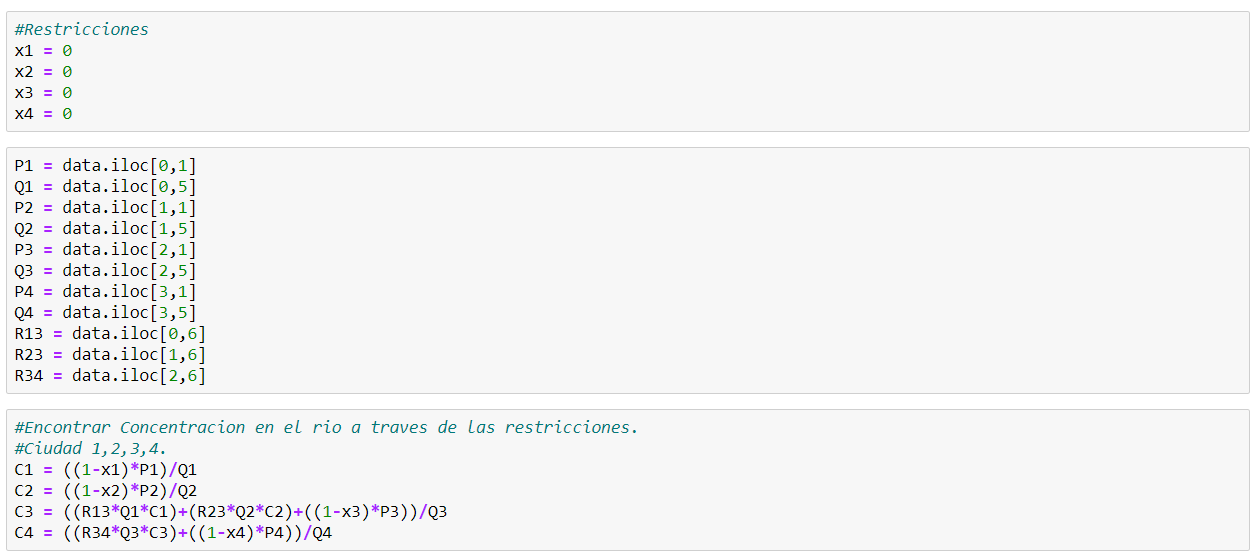 #Restricciones
x1 = 0
x2 = 0
x3 = 0
x4 = 0
P1 = data.iloc[0,1]
Q1 = data.iloc[0,5]
P2 = data.iloc[1,1]
Q2 = data.iloc[1,5]
P3 = data.iloc[2,1]
Q3 = data.iloc[2,5]
P4 = data.iloc[3,1]
Q4 = data.iloc[3,5]
R13 = data.iloc[0,6]
R23 = data.iloc[1,6]
R34 = data.iloc[2,6]
#Encontrar Concentracion en el rio a traves de las restricciones.
#Ciudad 1,2,3,4.
C1 = ((1-x1)*P1)/Q1
C2 = ((1-x2)*P2)/Q2
C3 = ((R13*Q1*C1)+(R23*Q2*C2)+((1-x3)*P3))/Q3
C4 = ((R34*Q3*C3)+((1-x4)*P4))/Q4